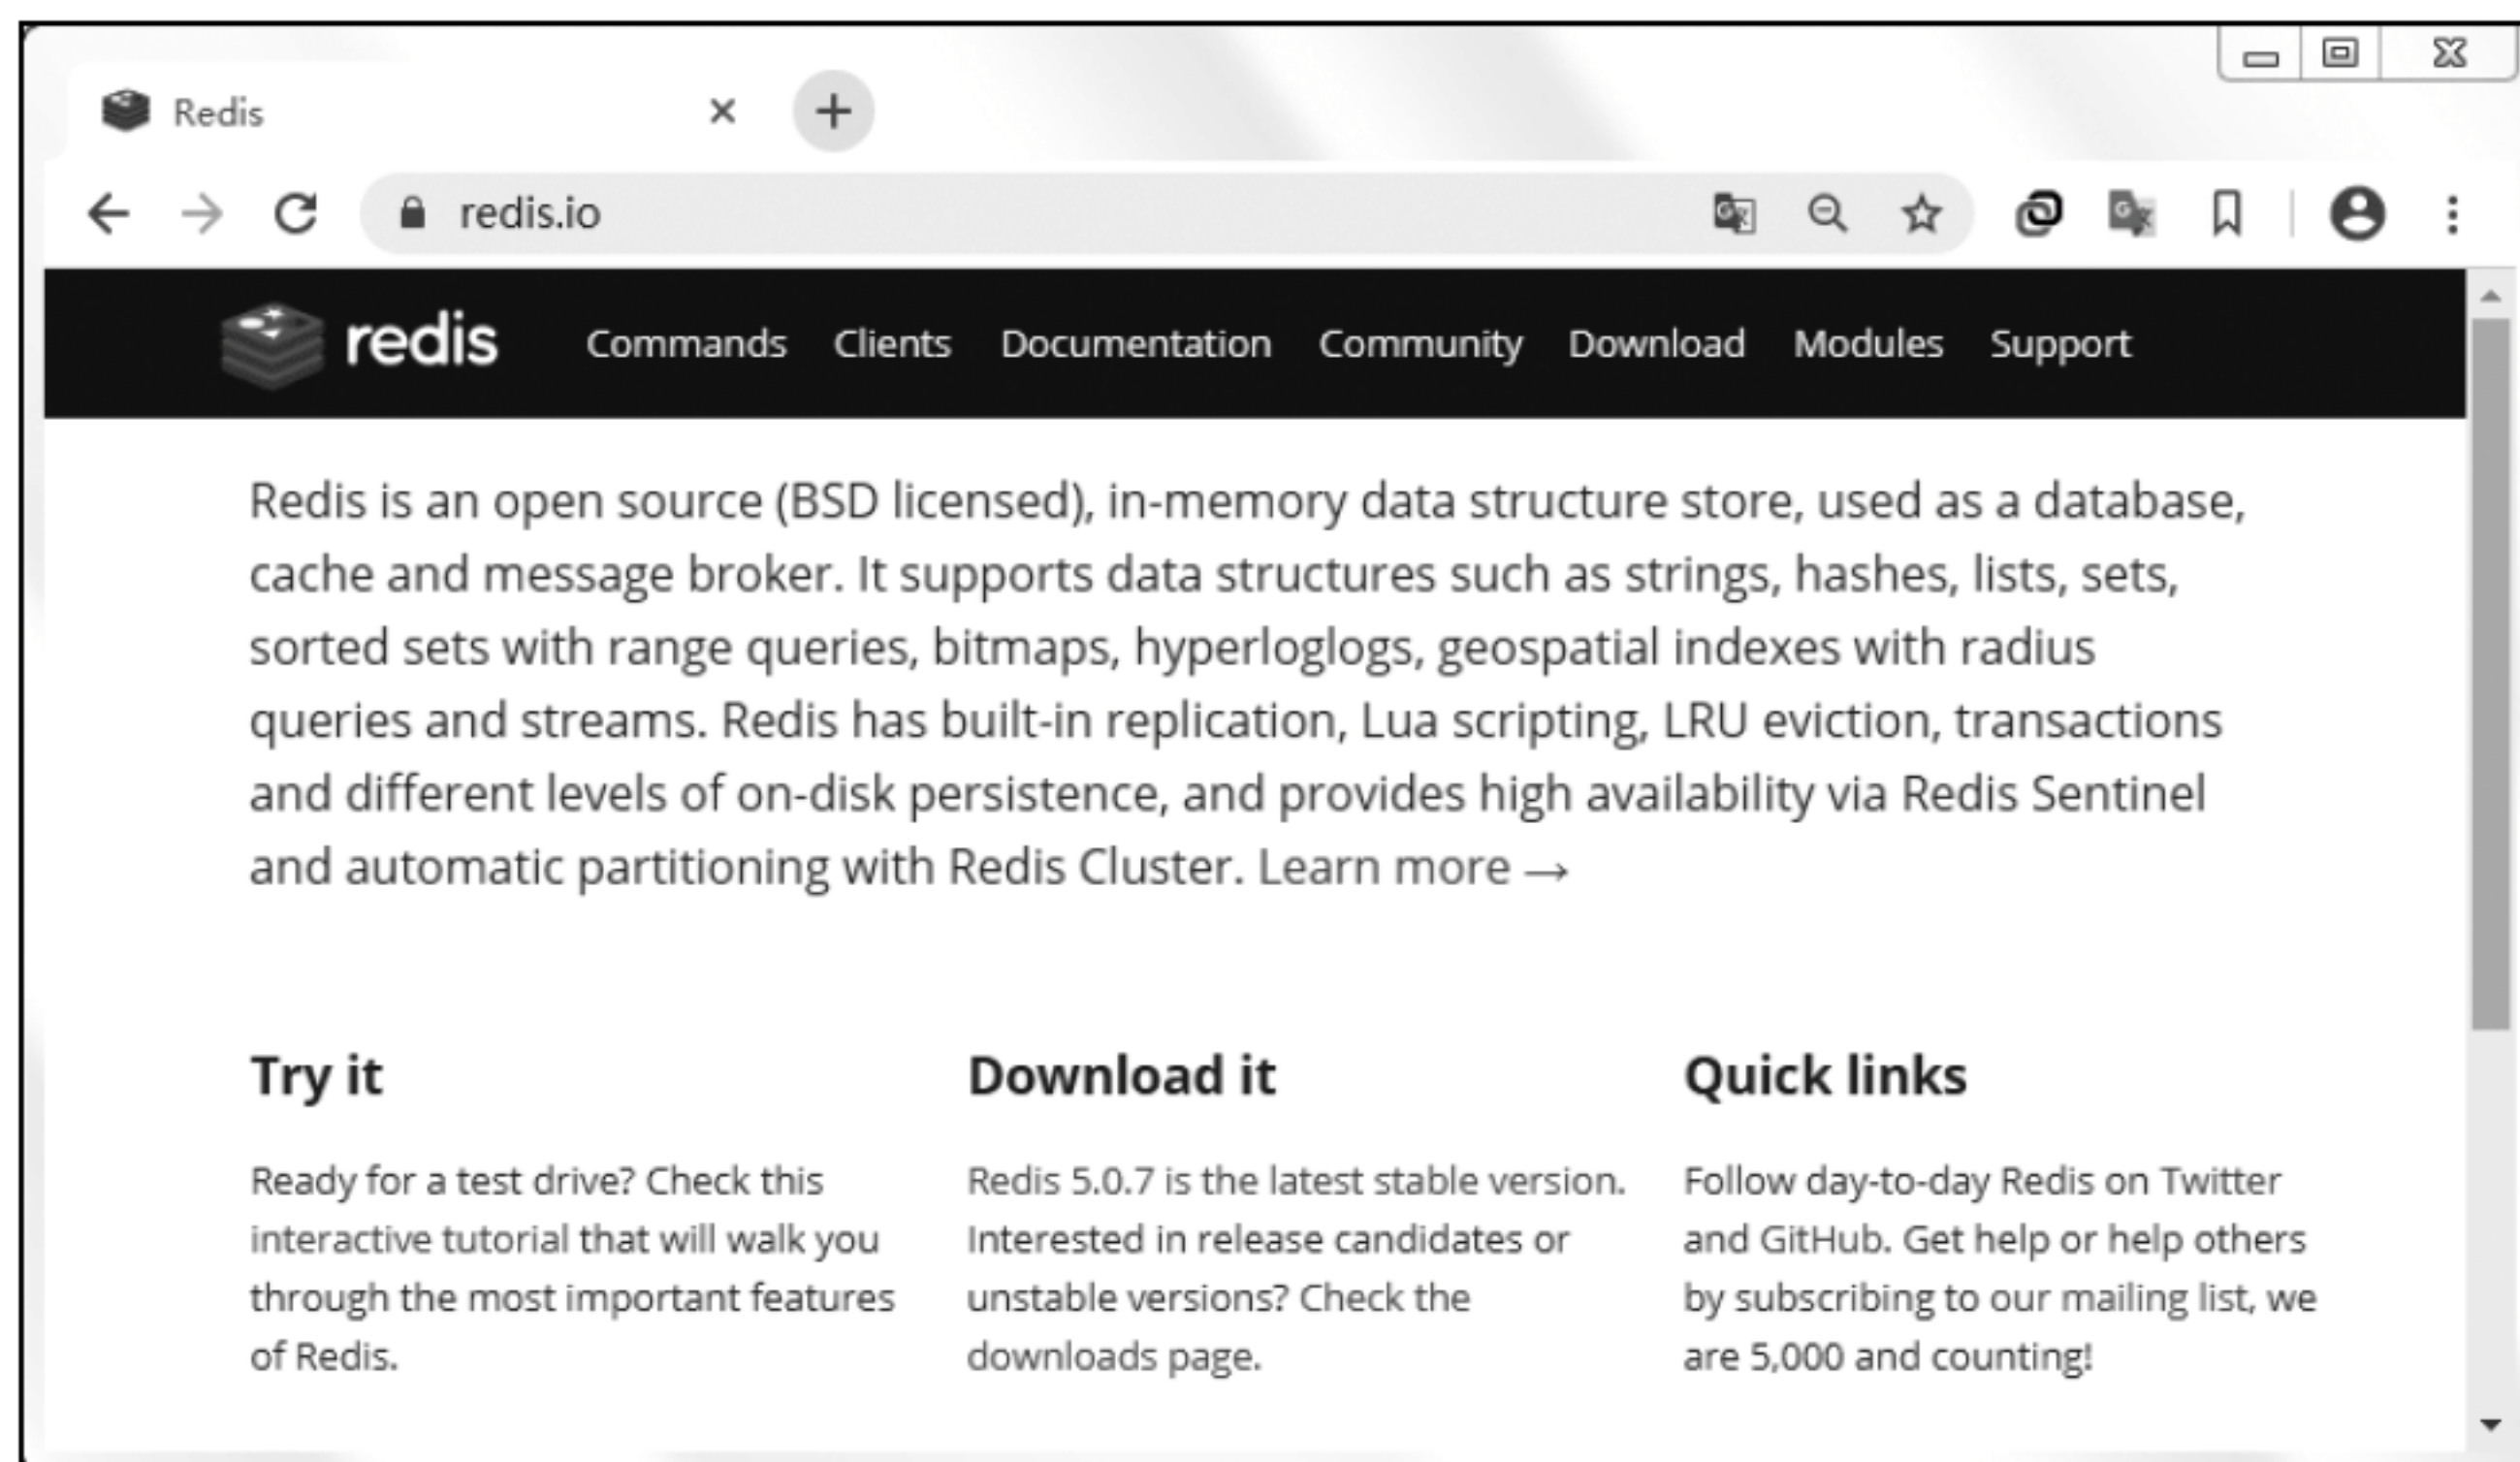 Redis
redis.io
redis Commands Clients Documentation Community Download Modules Support
Redis is an open source (BSD licensed), in-memory data structure store, used as a database,
cache and message broker. It supports data structures such as strings, hashes, lists, sets,
sorted sets with range queries, bitmaps, hyperloglogs, geospatial indexes with radius
queries and streams. Redis has built-in replication, Lua scripting, LRU eviction, transactions
and different levels of on-disk persistence, and provides high availability via Redis Sentinel
and automatic partitioning with Redis Cluster. Learn more →
Try it
Ready for a test drive? Check this
interactive tutorial that will walk you
through the most important features
of Redis.
Download it
Redis 5.0.7 is the latest stable version.
Interested in release candidates or
unstable versions? Check the
downloads page.
Quick links
Follow day-to-day Redis on Twitter
and GitHub. Get help or help others
by subscribing to our mailing list, we
are 5,000 and counting!